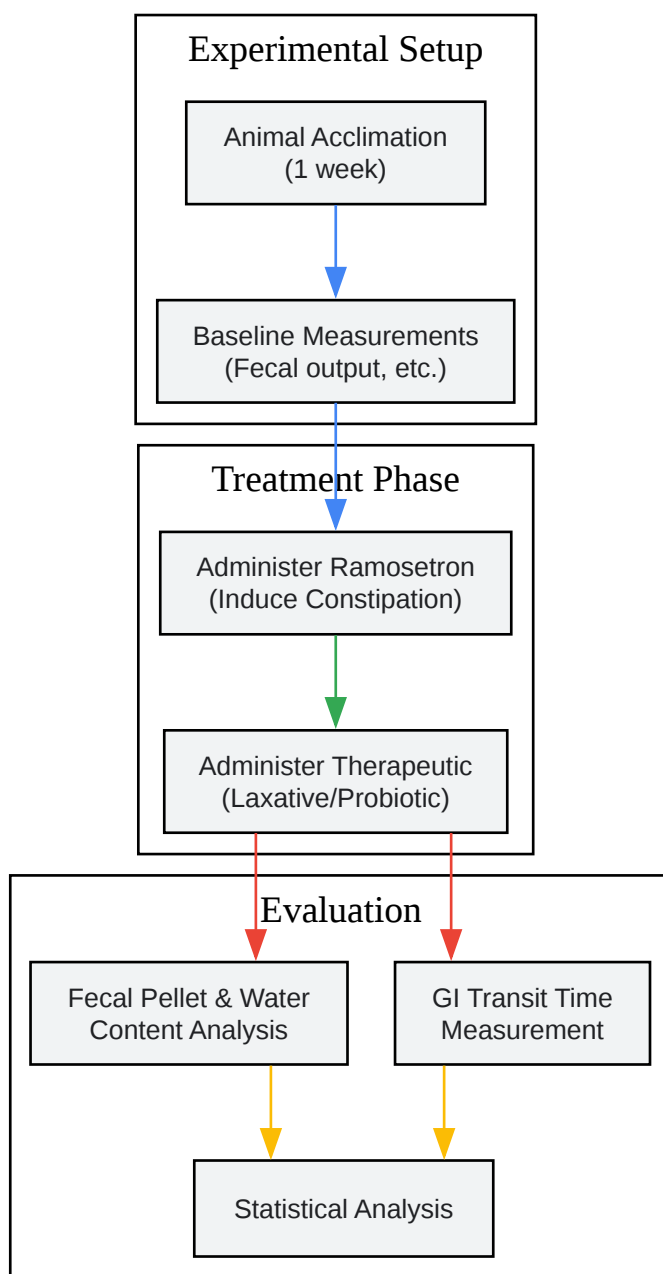 Experimental Setup
Animal Acclimation
(1 week)
Baseline Measurements
(Fecal output, etc.)
Treatment Phase
Administer Ramosetron
(Induce Constipation)
Administer Therapeutic
(Laxative/Probiotic)
Evaluation
Fecal Pellet & Water
Content Analysis
GI Transit Time
Measurement
Statistical Analysis